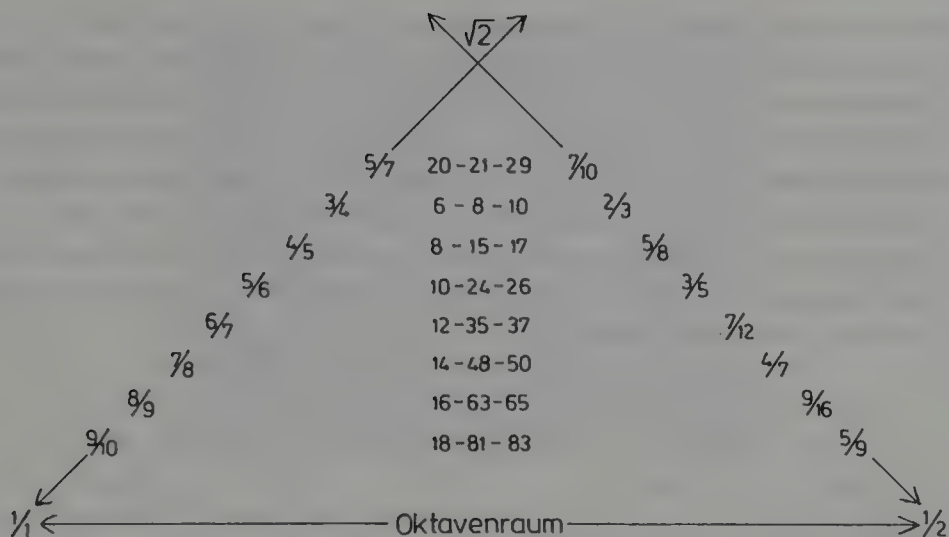 √2
5/7 20-21-29 7/10
3/4 6-8-10 2/3
4/5 8-15-17 5/8
5/6 10-24-26 3/5
6/7 12-35-37 7/12
7/8 14-48-50 4/7
8/9 16-63-65 9/16
9/10 18-81-83 5/9
1/1 Oktavenraum 1/2